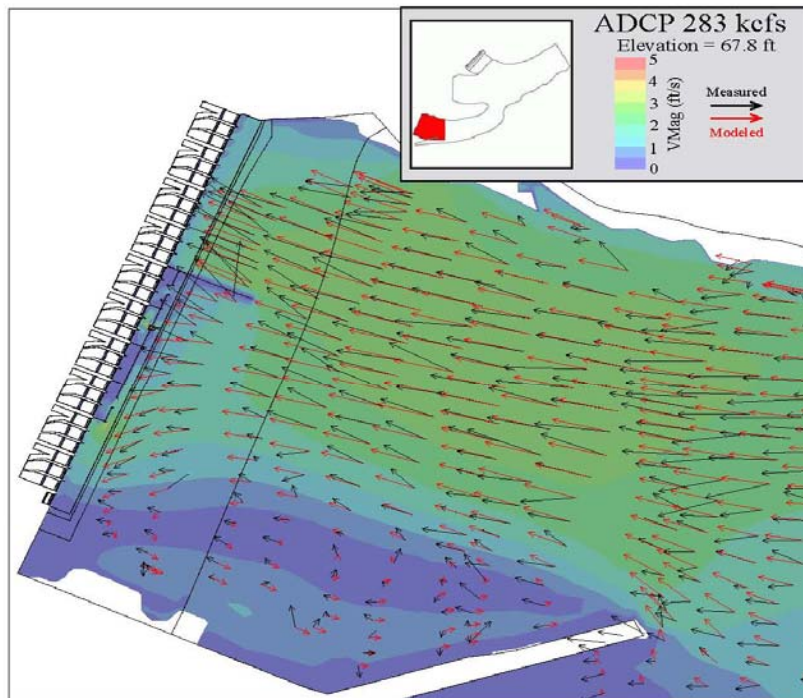 ADCP 283 kcfs
Elevation = 67.8 ft
5
4
3
2
1
0
VMag (ft/s)
Measured
Modeled